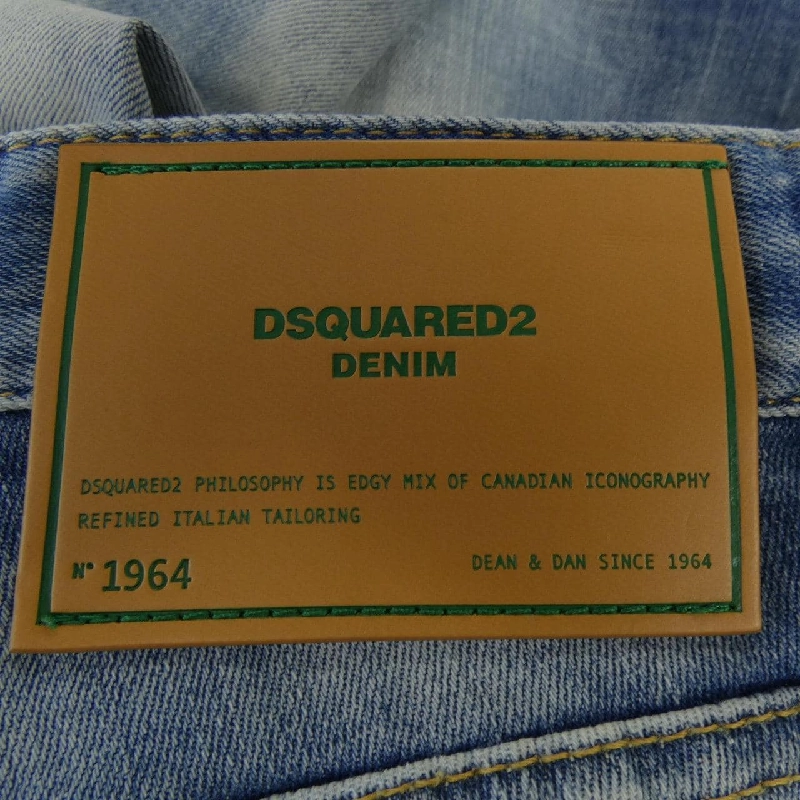 DSQUARED2
DENIM
DSQUARED2 PHILOSOPHY IS EDGY MIX OF CANADIAN ICONOGRAPHY
REFINED ITALIAN TAILORING
N° 1964
DEAN & DAN SINCE 1964